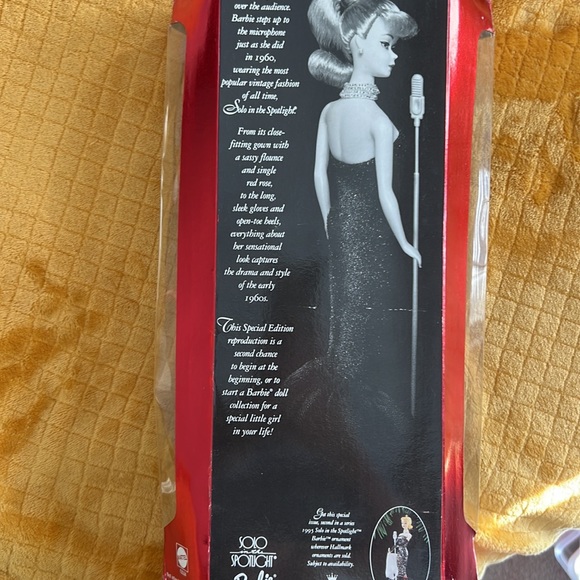 over the audience.
Barbie steps up to
the microphone
just as she did
in 1960,
wearing the most
popular vintage fashion
of all time,
Solo in the Spotlight®.
From its close-
fitting gown with
a sassy flounce
and single
red rose,
to the long,
sleek gloves and
open-toe heels,
everything about
her sensational
look captures
the drama and style
of the early
1960s.
This Special Edition
reproduction is a
second chance
to begin at the
beginning, or to
start a Barbie® doll
collection for a
special little girl
in your life!
SOLO
in the
SPOTLIGHT®
Barbie
this special
issue, second in a series
1995 Solo in the Spotlight™
Barbie™ ornament
wherever Hallmark
ornaments are sold.
Subject to availability.